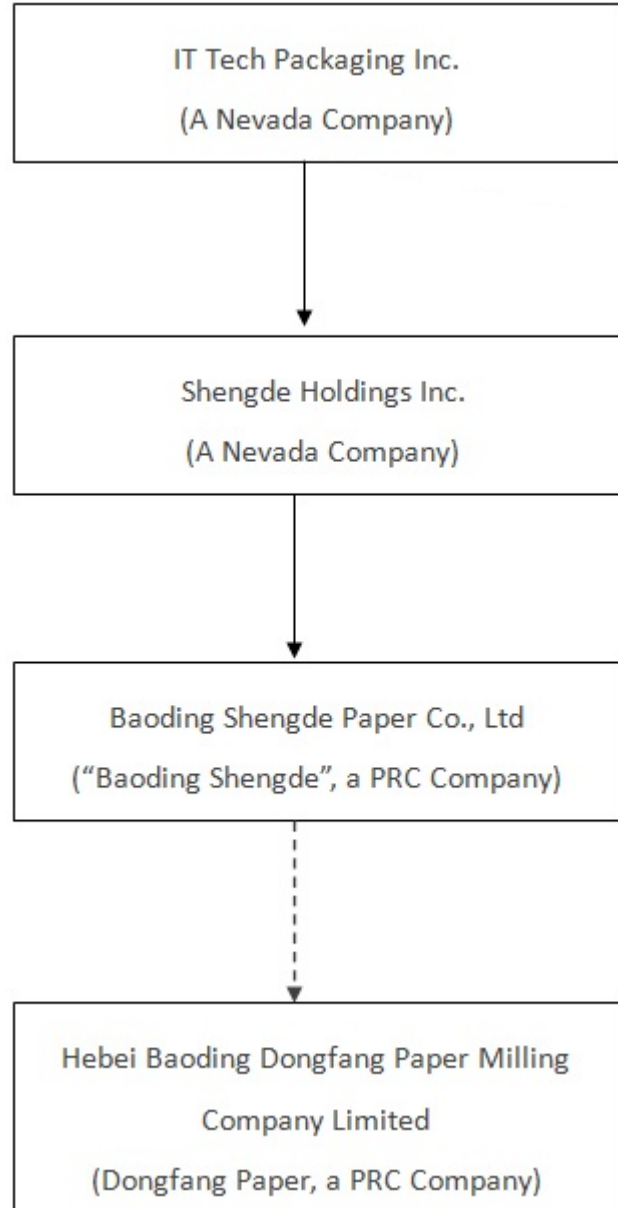 IT Tech Packaging Inc.
(A Nevada Company)
Shengde Holdings Inc.
(A Nevada Company)
Baoding Shengde Paper Co., Ltd
(“Baoding Shengde”, a PRC Company)
Hebei Baoding Dongfang Paper Milling
Company Limited
(Dongfang Paper, a PRC Company)